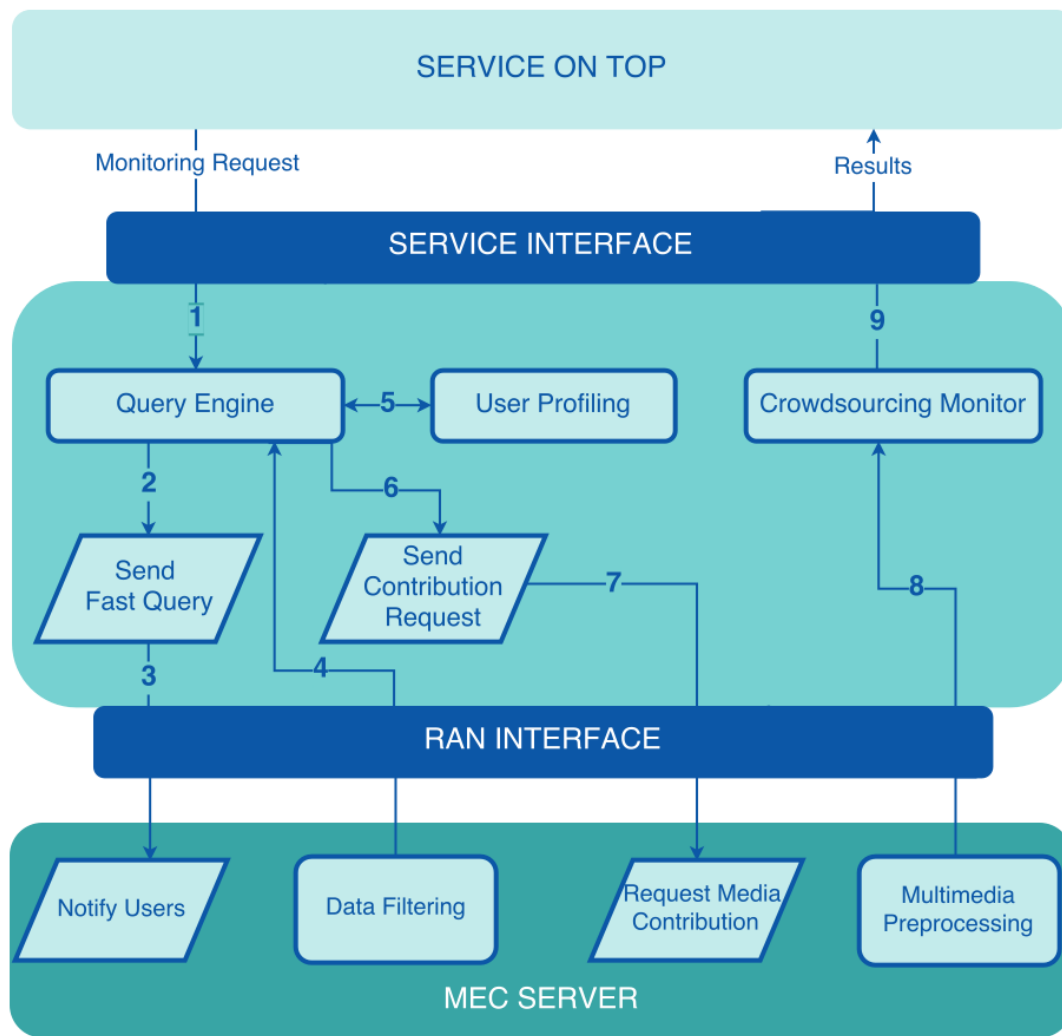 SERVICE ON TOP
Monitoring Request
Results
SERVICE INTERFACE
1
9
Query Engine
5
User Profiling
Crowdsourcing Monitor
2
6
Send
Fast Query
Send
Contribution
Request
7
8
3
4
RAN INTERFACE
Notify Users
Data Filtering
Request Media
Contribution
Multimedia
Preprocessing
MEC SERVER